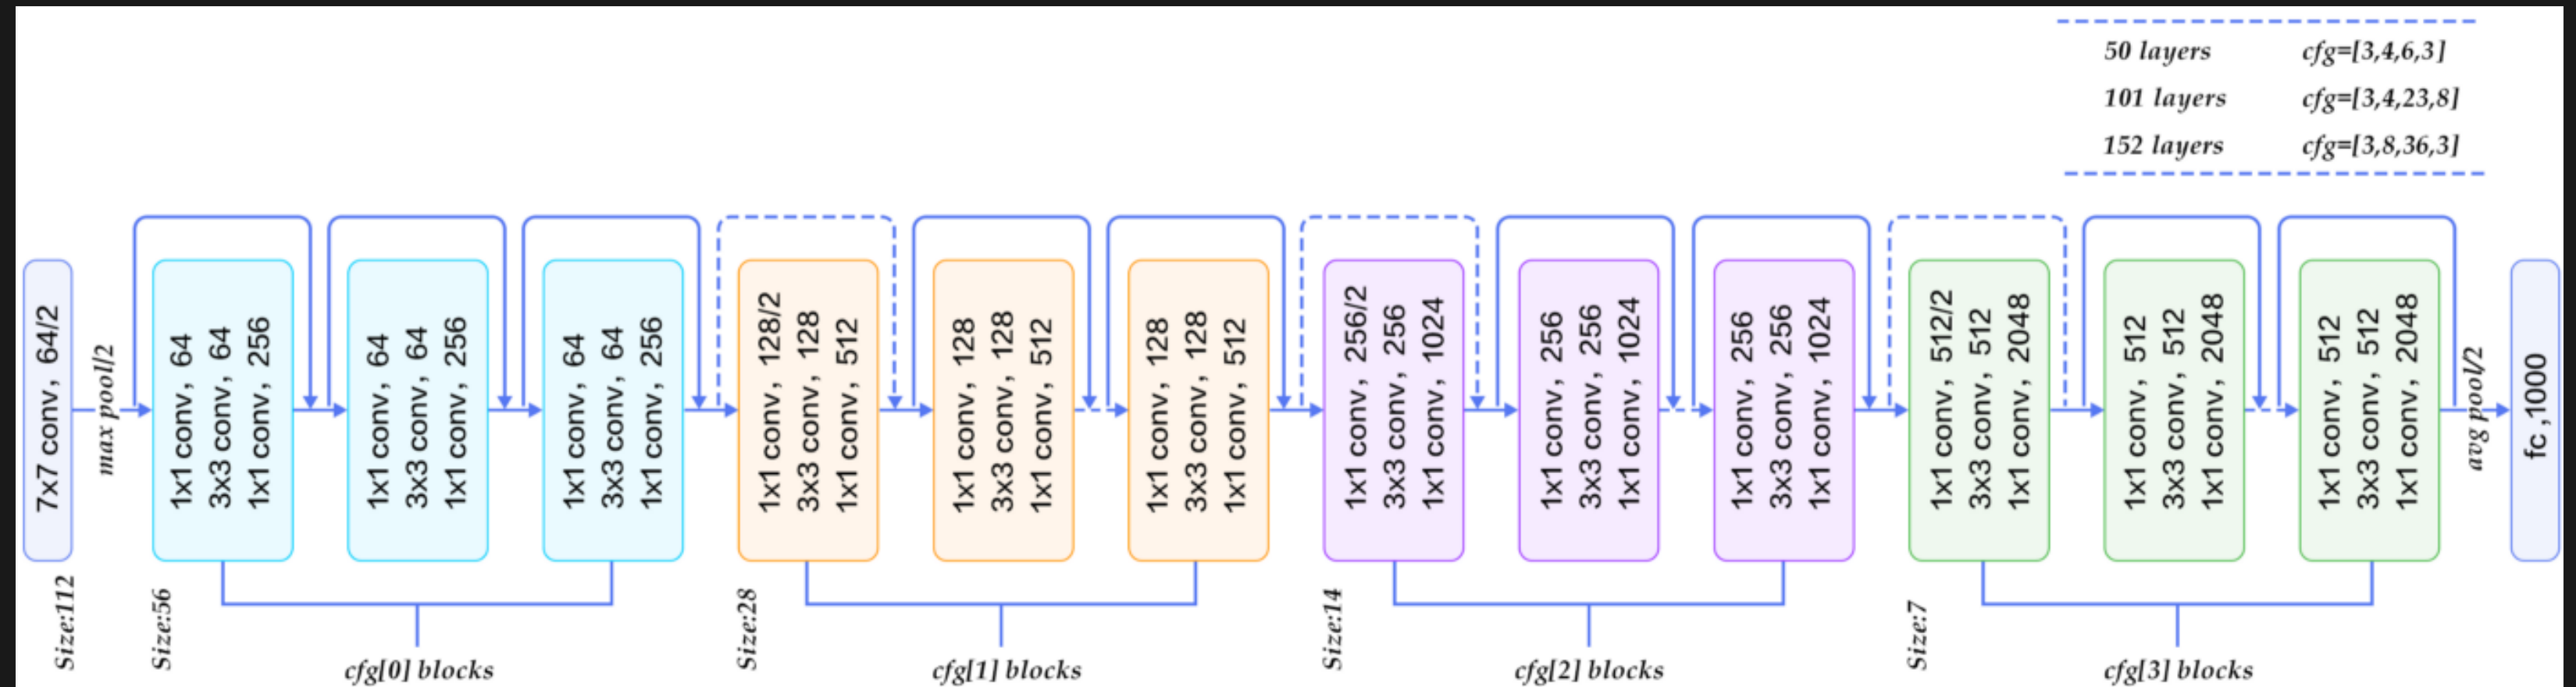 50 layers cfg=[3,4,6,3]
101 layers cfg=[3,4,23,8]
152 layers cfg=[3,8,36,3]
7x7 conv, 64/2
max pool/2
1x1 conv, 64
3x3 conv, 64
1x1 conv, 256
1x1 conv, 64
3x3 conv, 64
1x1 conv, 256
1x1 conv, 64
3x3 conv, 64
1x1 conv, 256
1x1 conv, 128/2
3x3 conv, 128
1x1 conv, 512
1x1 conv, 128
3x3 conv, 128
1x1 conv, 512
1x1 conv, 128
3x3 conv, 128
1x1 conv, 512
1x1 conv, 256/2
3x3 conv, 256
1x1 conv, 1024
1x1 conv, 256
3x3 conv, 256
1x1 conv, 1024
1x1 conv, 256
3x3 conv, 256
1x1 conv, 1024
1x1 conv, 512/2
3x3 conv, 512
1x1 conv, 2048
1x1 conv, 512
3x3 conv, 512
1x1 conv, 2048
1x1 conv, 512
3x3 conv, 512
1x1 conv, 2048
avg pool/2
fc ,1000
Size:112
Size:56
cfg[0] blocks
Size:28
cfg[1] blocks
Size:14
cfg[2] blocks
Size:7
cfg[3] blocks